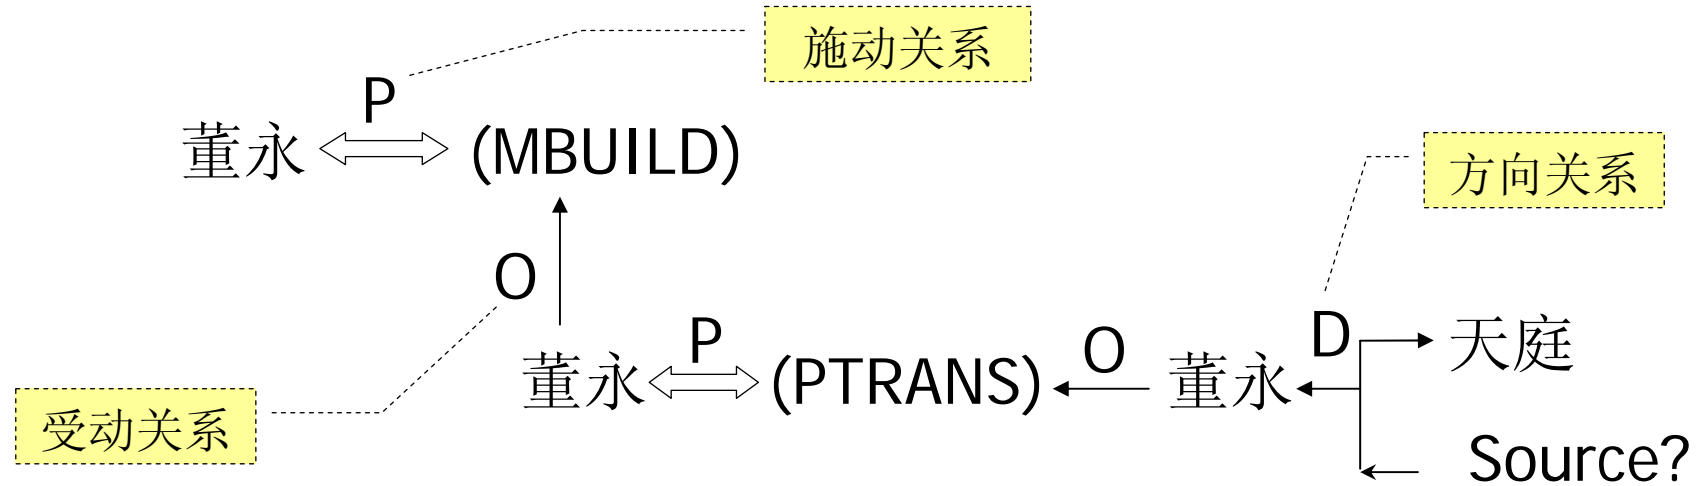 施动关系
P
董永 (MBUILD)
方向关系
O
P O D 天庭
董永 (PTRANS) 董永
受动关系
Source?